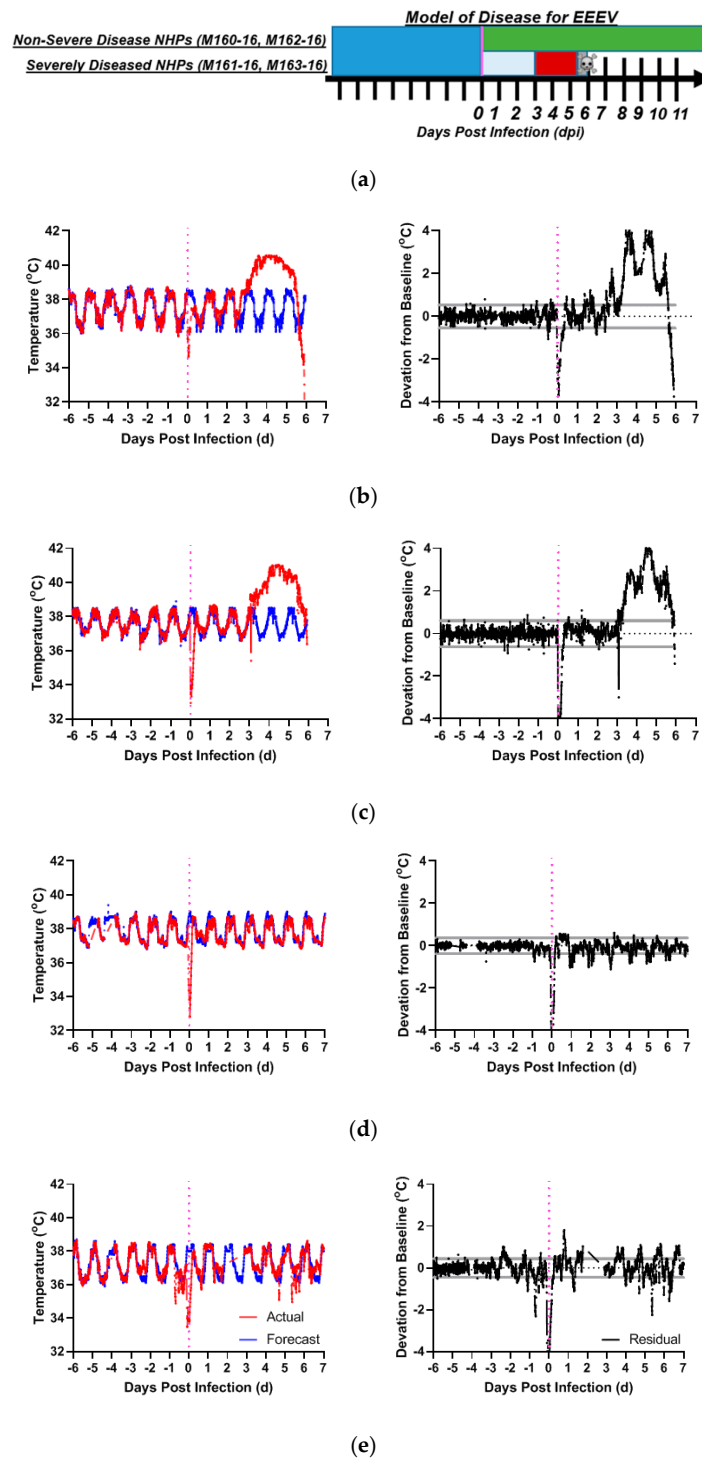 Model of Disease for EEEV
Non-Severe Disease NHPs (M160-16, M162-16)
Severely Diseased NHPs (M161-16, M163-16)
0 1 2 3 4 5 6 7 8 9 10 11
Days Post Infection (dpi)
(a)
Temperature (°C)
42
40
38
36
34
32
-6 -5 -4 -3 -2 -1 0 1 2 3 4 5 6 7
Days Post Infection (d)
Devation from Baseline (°C)
4
2
0
-2
-4
-6 -5 -4 -3 -2 -1 0 1 2 3 4 5 6 7
Days Post Infection (d)
(b)
Temperature (°C)
42
40
38
36
34
32
-6 -5 -4 -3 -2 -1 0 1 2 3 4 5 6 7
Days Post Infection (d)
Devation from Baseline (°C)
4
2
0
-2
-4
-6 -5 -4 -3 -2 -1 0 1 2 3 4 5 6 7
Days Post Infection (d)
(c)
Temperature (°C)
42
40
38
36
34
32
-6 -5 -4 -3 -2 -1 0 1 2 3 4 5 6 7
Days Post Infection (d)
Devation from Baseline (°C)
4
2
0
-2
-4
-6 -5 -4 -3 -2 -1 0 1 2 3 4 5 6 7
Days Post Infection (d)
(d)
Temperature (°C)
42
40
38
36
34
32
Actual
Forecast
-6 -5 -4 -3 -2 -1 0 1 2 3 4 5 6 7
Days Post Infection (d)
Devation from Baseline (°C)
4
2
0
-2
-4
Residual
-6 -5 -4 -3 -2 -1 0 1 2 3 4 5 6 7
Days Post Infection (d)
(e)